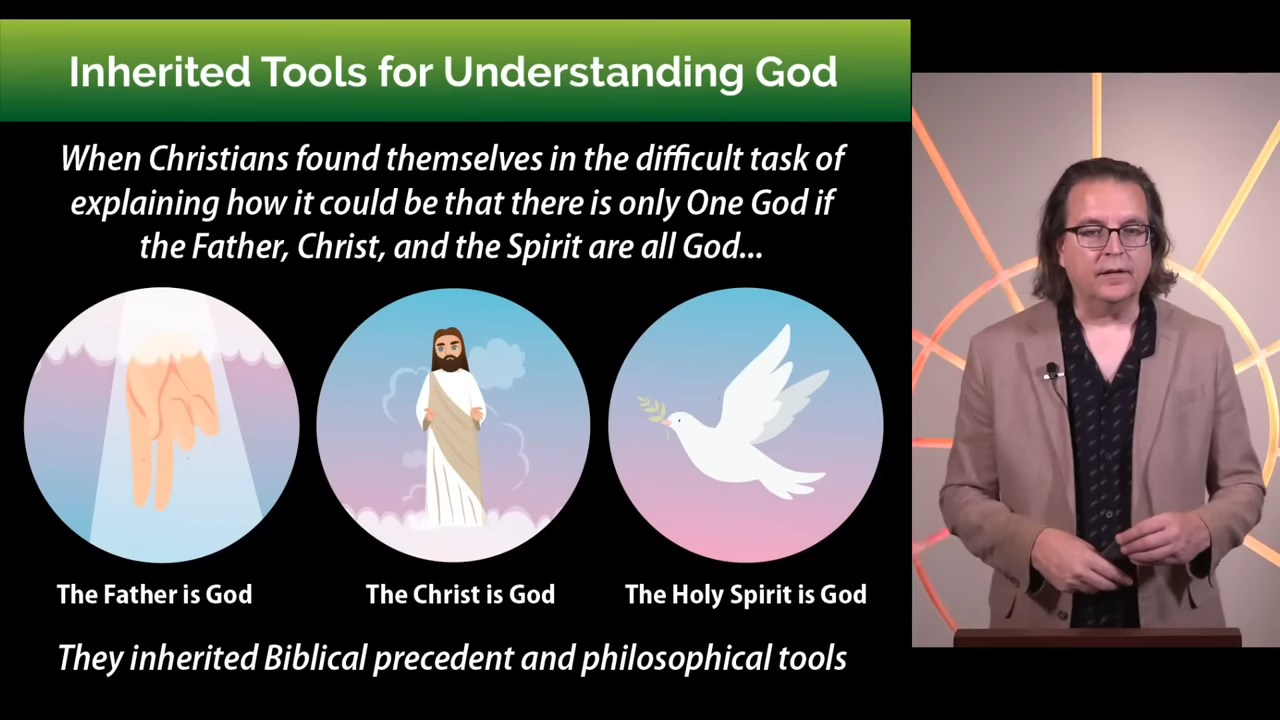 Inherited Tools for Understanding God
When Christians found themselves in the difficult task of
explaining how it could be that there is only One God if
the Father, Christ, and the Spirit are all God...
The Father is God
The Christ is God
The Holy Spirit is God
They inherited Biblical precedent and philosophical tools